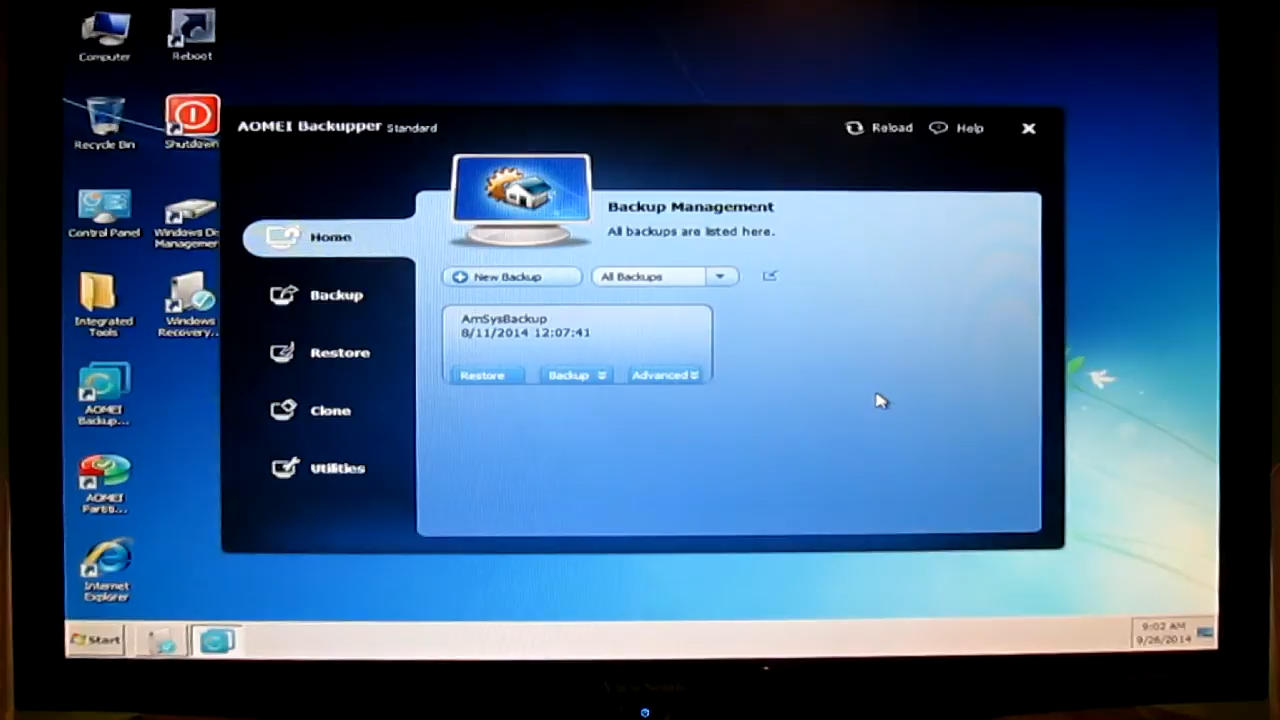 Computer
Reboot
Recycle Bin
Shutdown
Control Panel
Windows Di
Managemen
Integrated
Tools
Windows
Recovery...
AOMEI
Backup...
AOMEI
Partiti...
Internet
Explorer
AOMEI Backupper Standard
Reload
Help
Home
Backup
Restore
Clone
Utilities
Backup Management
All backups are listed here.
New Backup
All Backups
AmSysBackup
8/11/2014 12:07:41
Restore
Backup
Advanced
Start
9:02 AM
9/26/2014
ViewSonic